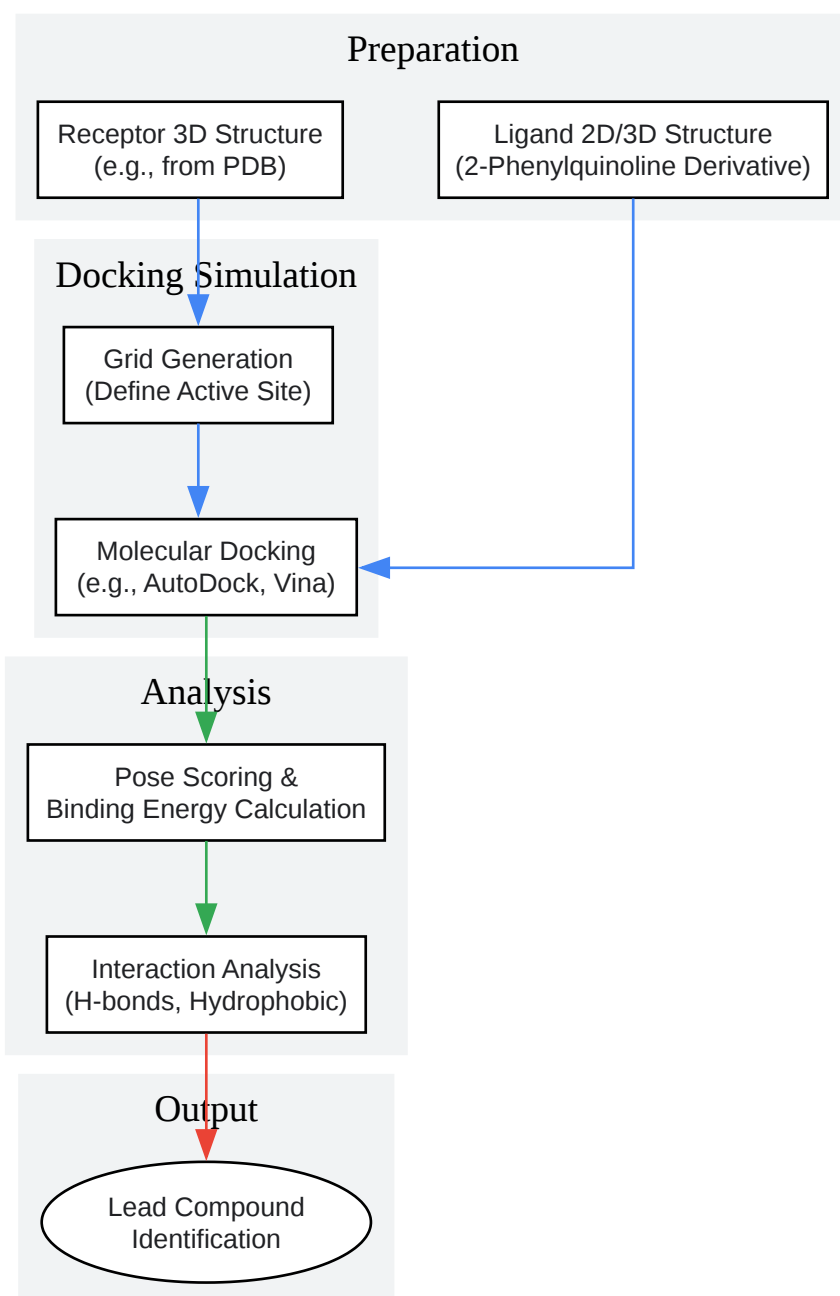 Preparation
Receptor 3D Structure
(e.g., from PDB)
Ligand 2D/3D Structure
(2-Phenylquinoline Derivative)
Docking Simulation
Grid Generation
(Define Active Site)
Molecular Docking
(e.g., AutoDock, Vina)
Analysis
Pose Scoring &
Binding Energy Calculation
Interaction Analysis
(H-bonds, Hydrophobic)
Output
Lead Compound
Identification